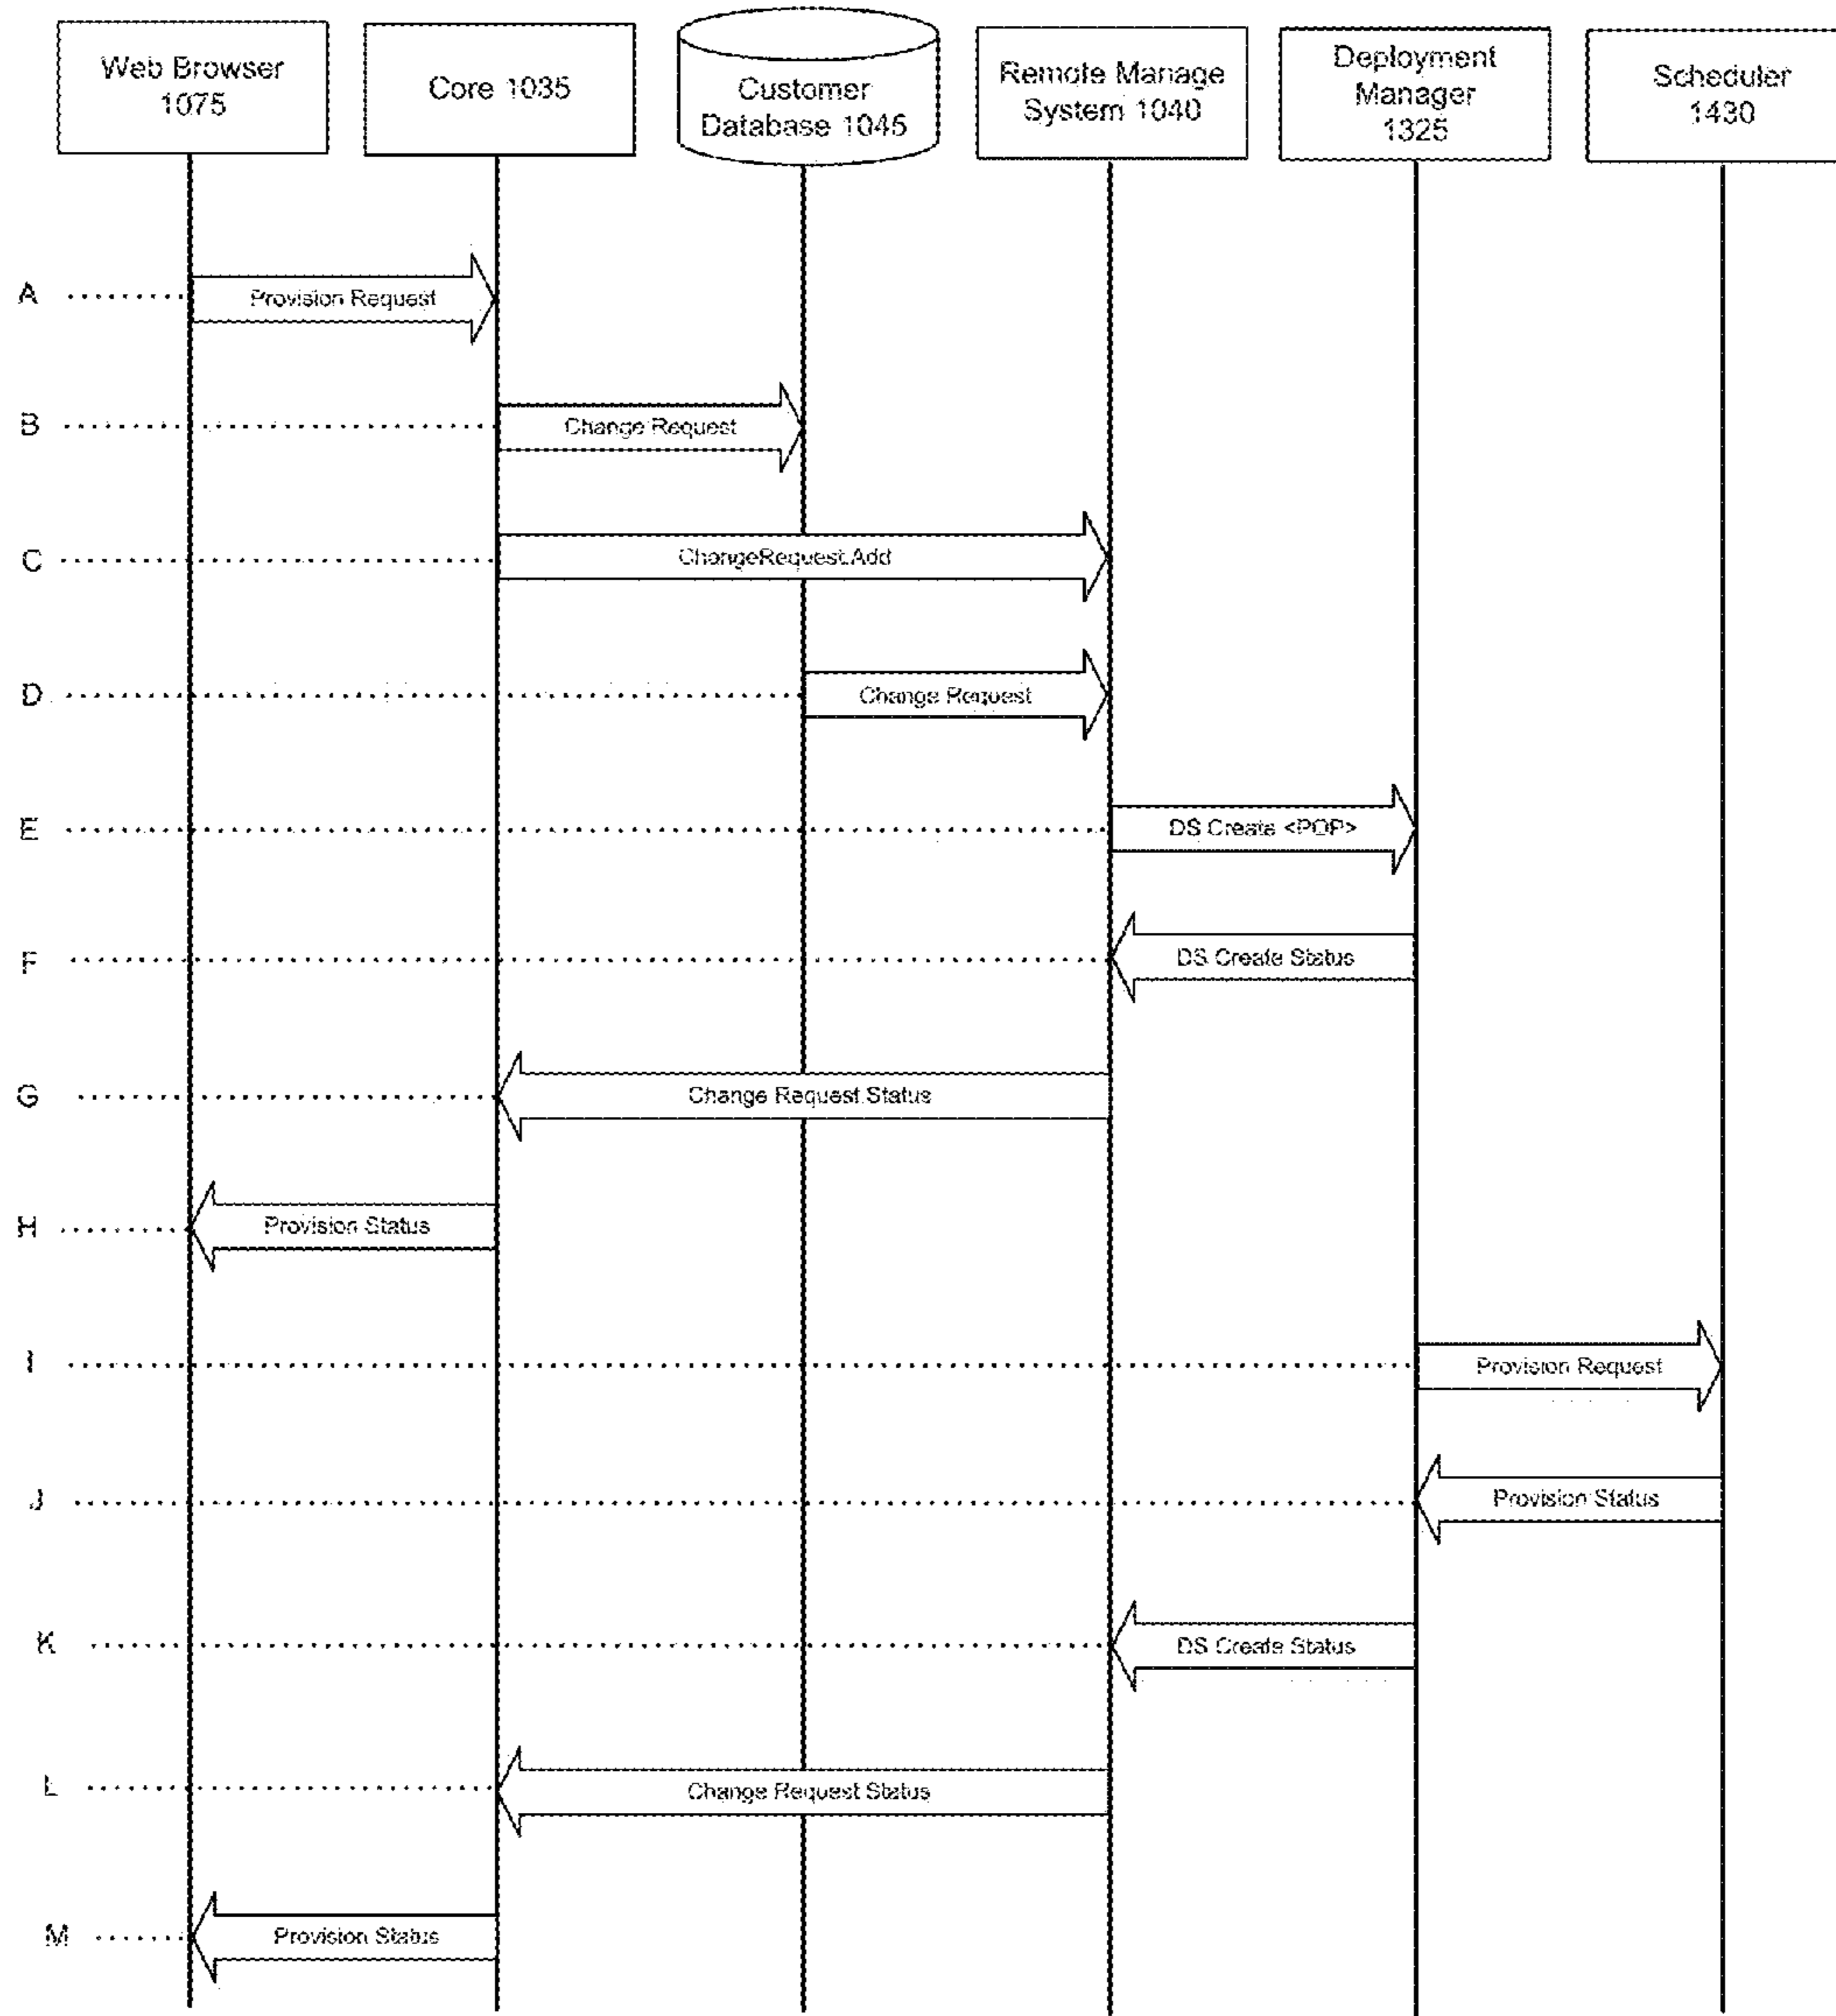 Web Browser
1075
Core 1035
Customer
Database 1045
Remote Manage
System 1040
Deployment
Manager
1325
Scheduler
1430
A
Provision Request
B
Change Request
C
ChangeRequest.Add
D
Change Request
E
DS Create <POP>
F
DS Create Status
G
Change Request.Status
H
Provision Status
I
Provision Request
J
Provision Status
K
DS Create Status
L
Change Request Status
M
Provision Status